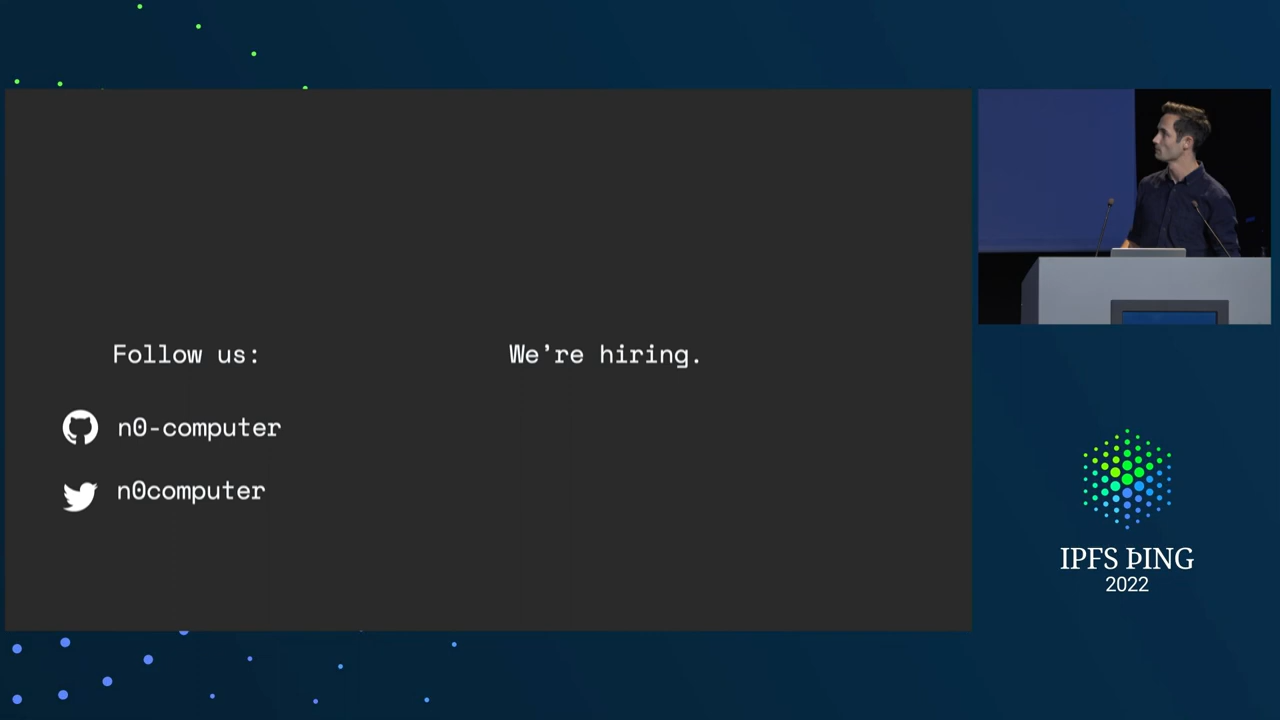 Follow us:
We’re hiring.
n0-computer
n0computer
IPFS ÞING
2022